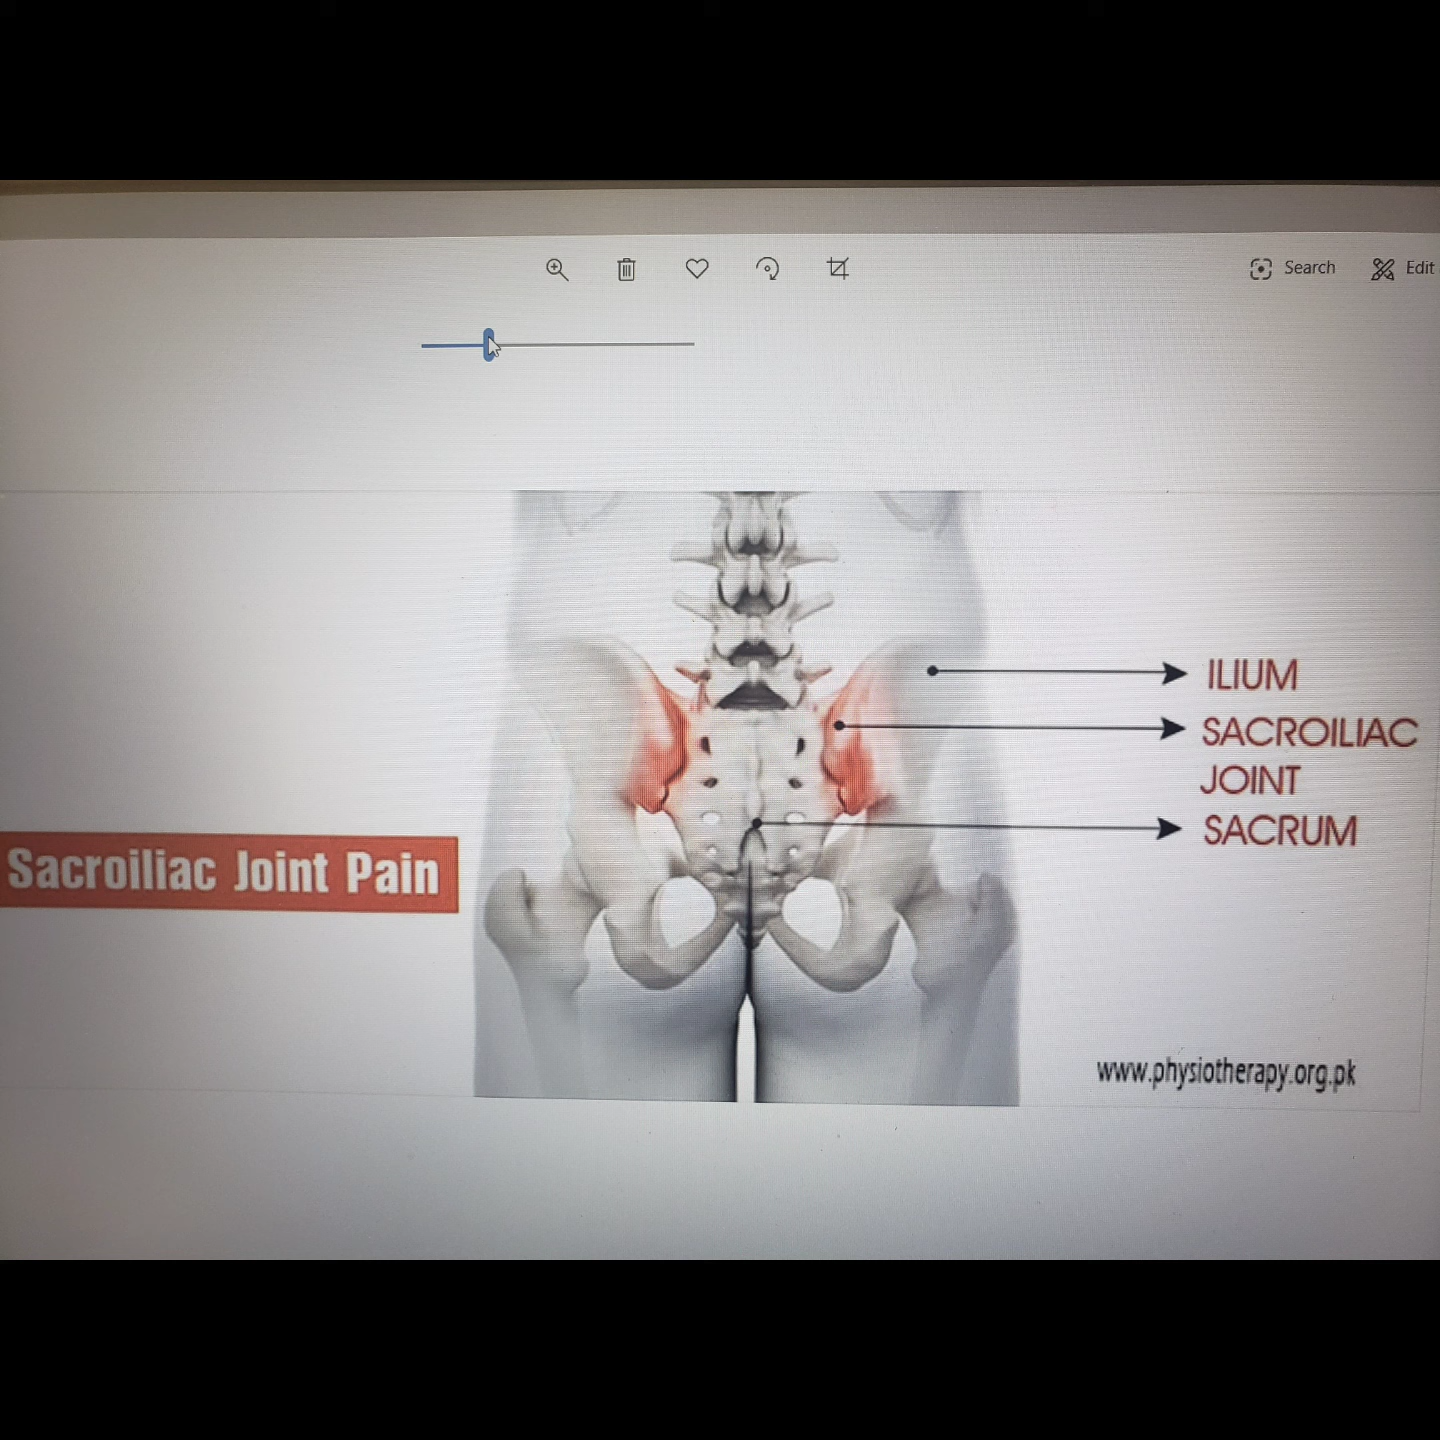 Search Edit
ILIUM
SACROILIAC
JOINT
SACRUM
Sacroiliac Joint Pain
www.physiotherapy.org.pk